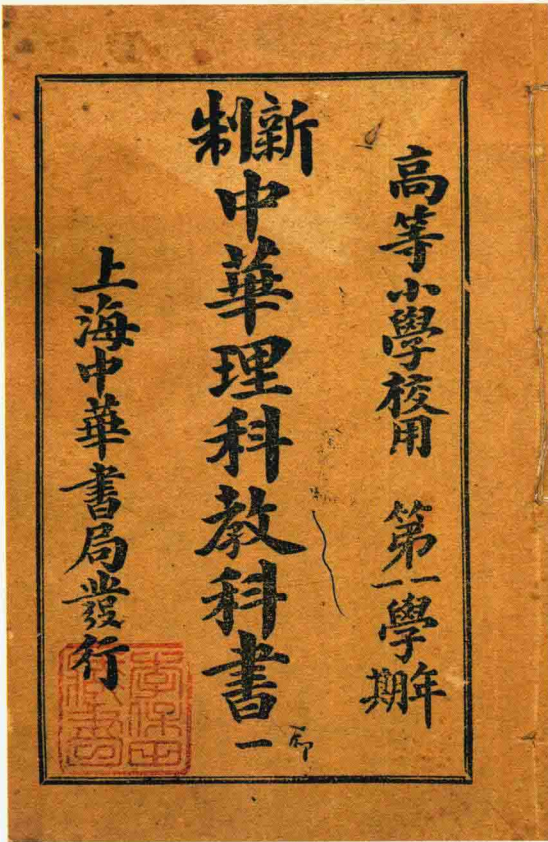 高等小學校用 第一學年第一學期
新制中華理科教科書一
上海中華書局發行